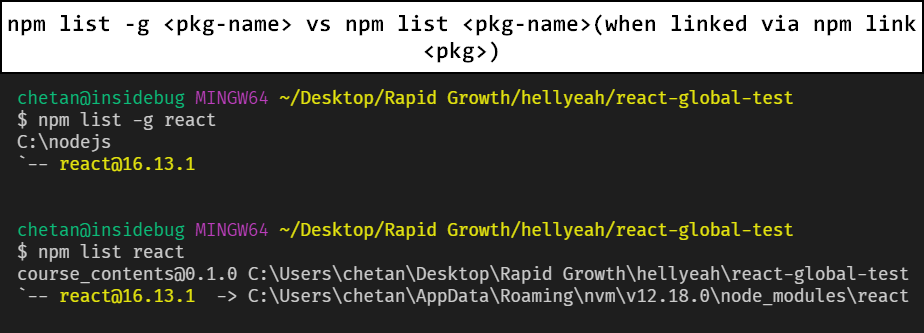 npm list -g <pkg-name> vs npm list <pkg-name>(when linked via npm link
<pkg>)
chetan@insidebug MINGW64 ~/Desktop/Rapid Growth/hellyeah/react-global-test
$ npm list -g react
C:\nodejs
`-- react@16.13.1
chetan@insidebug MINGW64 ~/Desktop/Rapid Growth/hellyeah/react-global-test
$ npm list react
course_contents@0.1.0 C:\Users\chetan\Desktop\Rapid Growth\hellyeah\react-global-test
`-- react@16.13.1  -> C:\Users\chetan\AppData\Roaming\nvm\v12.18.0\node_modules\react